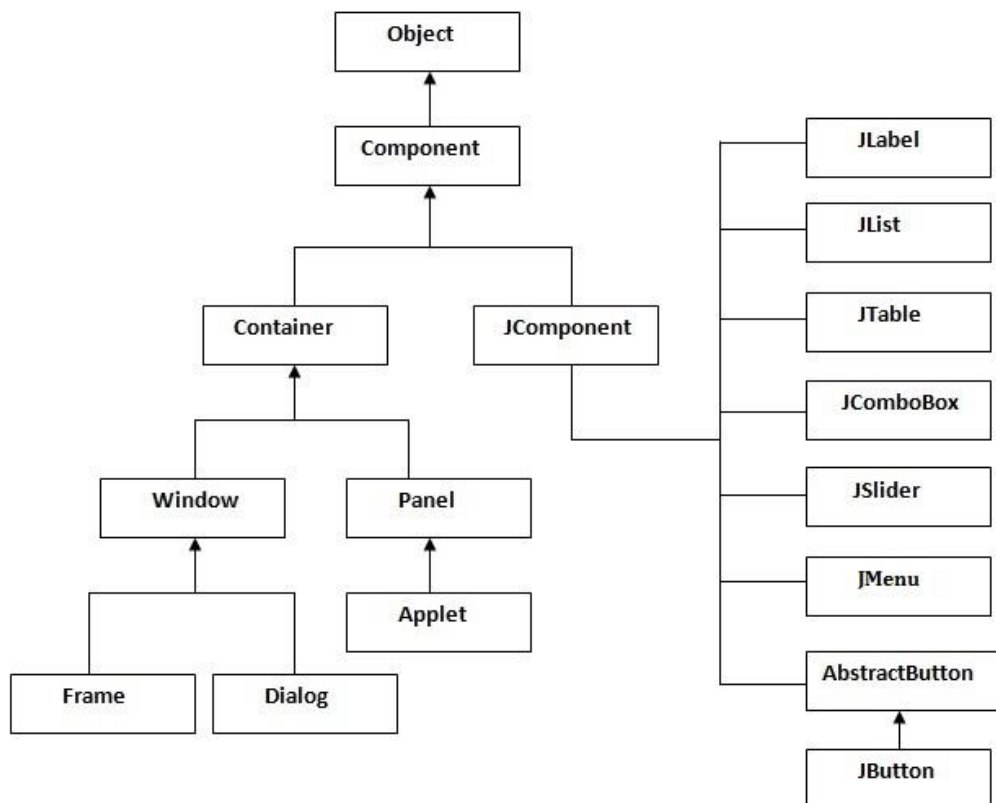 Object
Component
Container
JComponent
Window
Panel
Applet
Frame
Dialog
JLabel
JList
JTable
JComboBox
JSlider
JMenu
AbstractButton
JButton